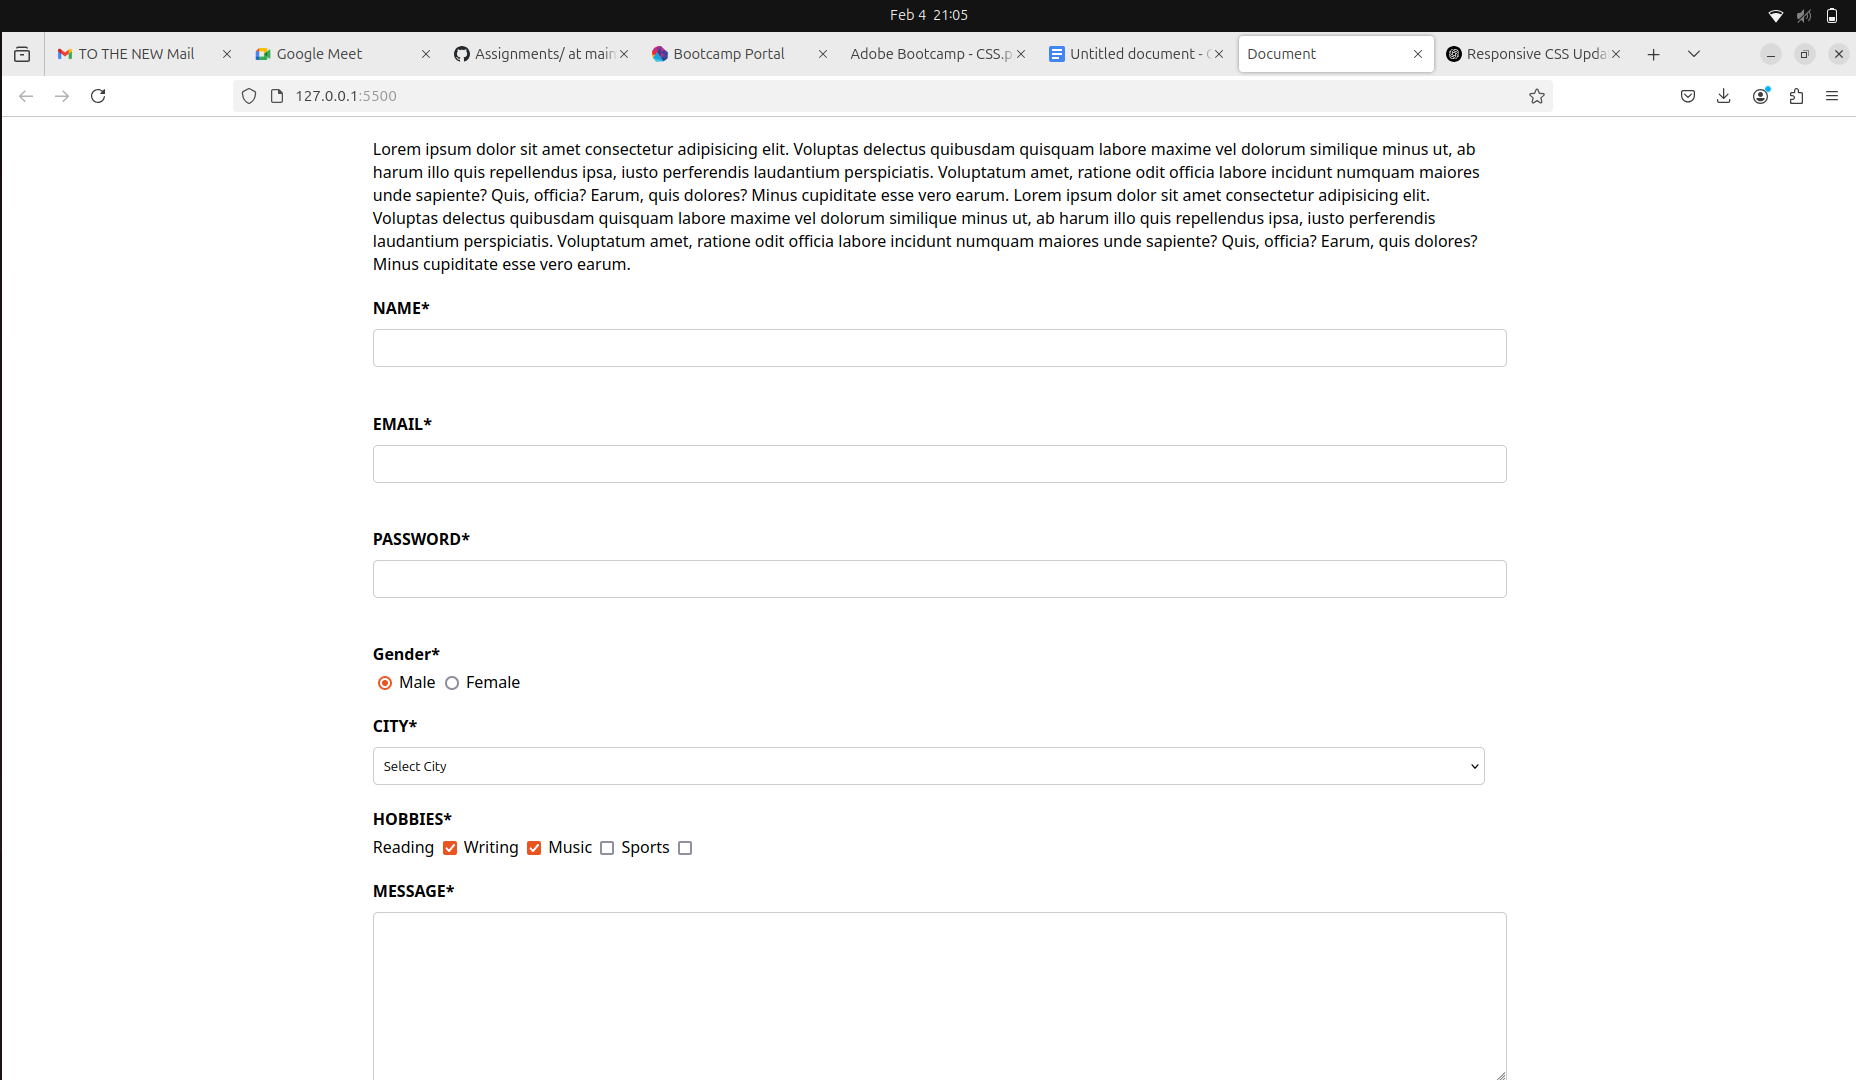 Feb 4 21:05
TO THE NEW Mail
Google Meet
Assignments/ at main
Bootcamp Portal
Adobe Bootcamp - CSS.p
Untitled document -
Document
Responsive CSS Upda
127.0.0.1:5500
Lorem ipsum dolor sit amet consectetur adipisicing elit. Voluptas delectus quibusdam quisquam labore maxime vel dolorum similique minus ut, ab
harum illo quis repellendus ipsa, iusto perferendis laudantium perspiciatis. Voluptatum amet, ratione odit officia labore incidunt numquam maiores
unde sapiente? Quis, officia? Earum, quis dolores? Minus cupiditate esse vero earum. Lorem ipsum dolor sit amet consectetur adipisicing elit.
Voluptas delectus quibusdam quisquam labore maxime vel dolorum similique minus ut, ab harum illo quis repellendus ipsa, iusto perferendis
laudantium perspiciatis. Voluptatum amet, ratione odit officia labore incidunt numquam maiores unde sapiente? Quis, officia? Earum, quis dolores?
Minus cupiditate esse vero earum.
NAME*
EMAIL*
PASSWORD*
Gender*
Male Female
CITY*
Select City
HOBBIES*
Reading Writing Music Sports
MESSAGE*